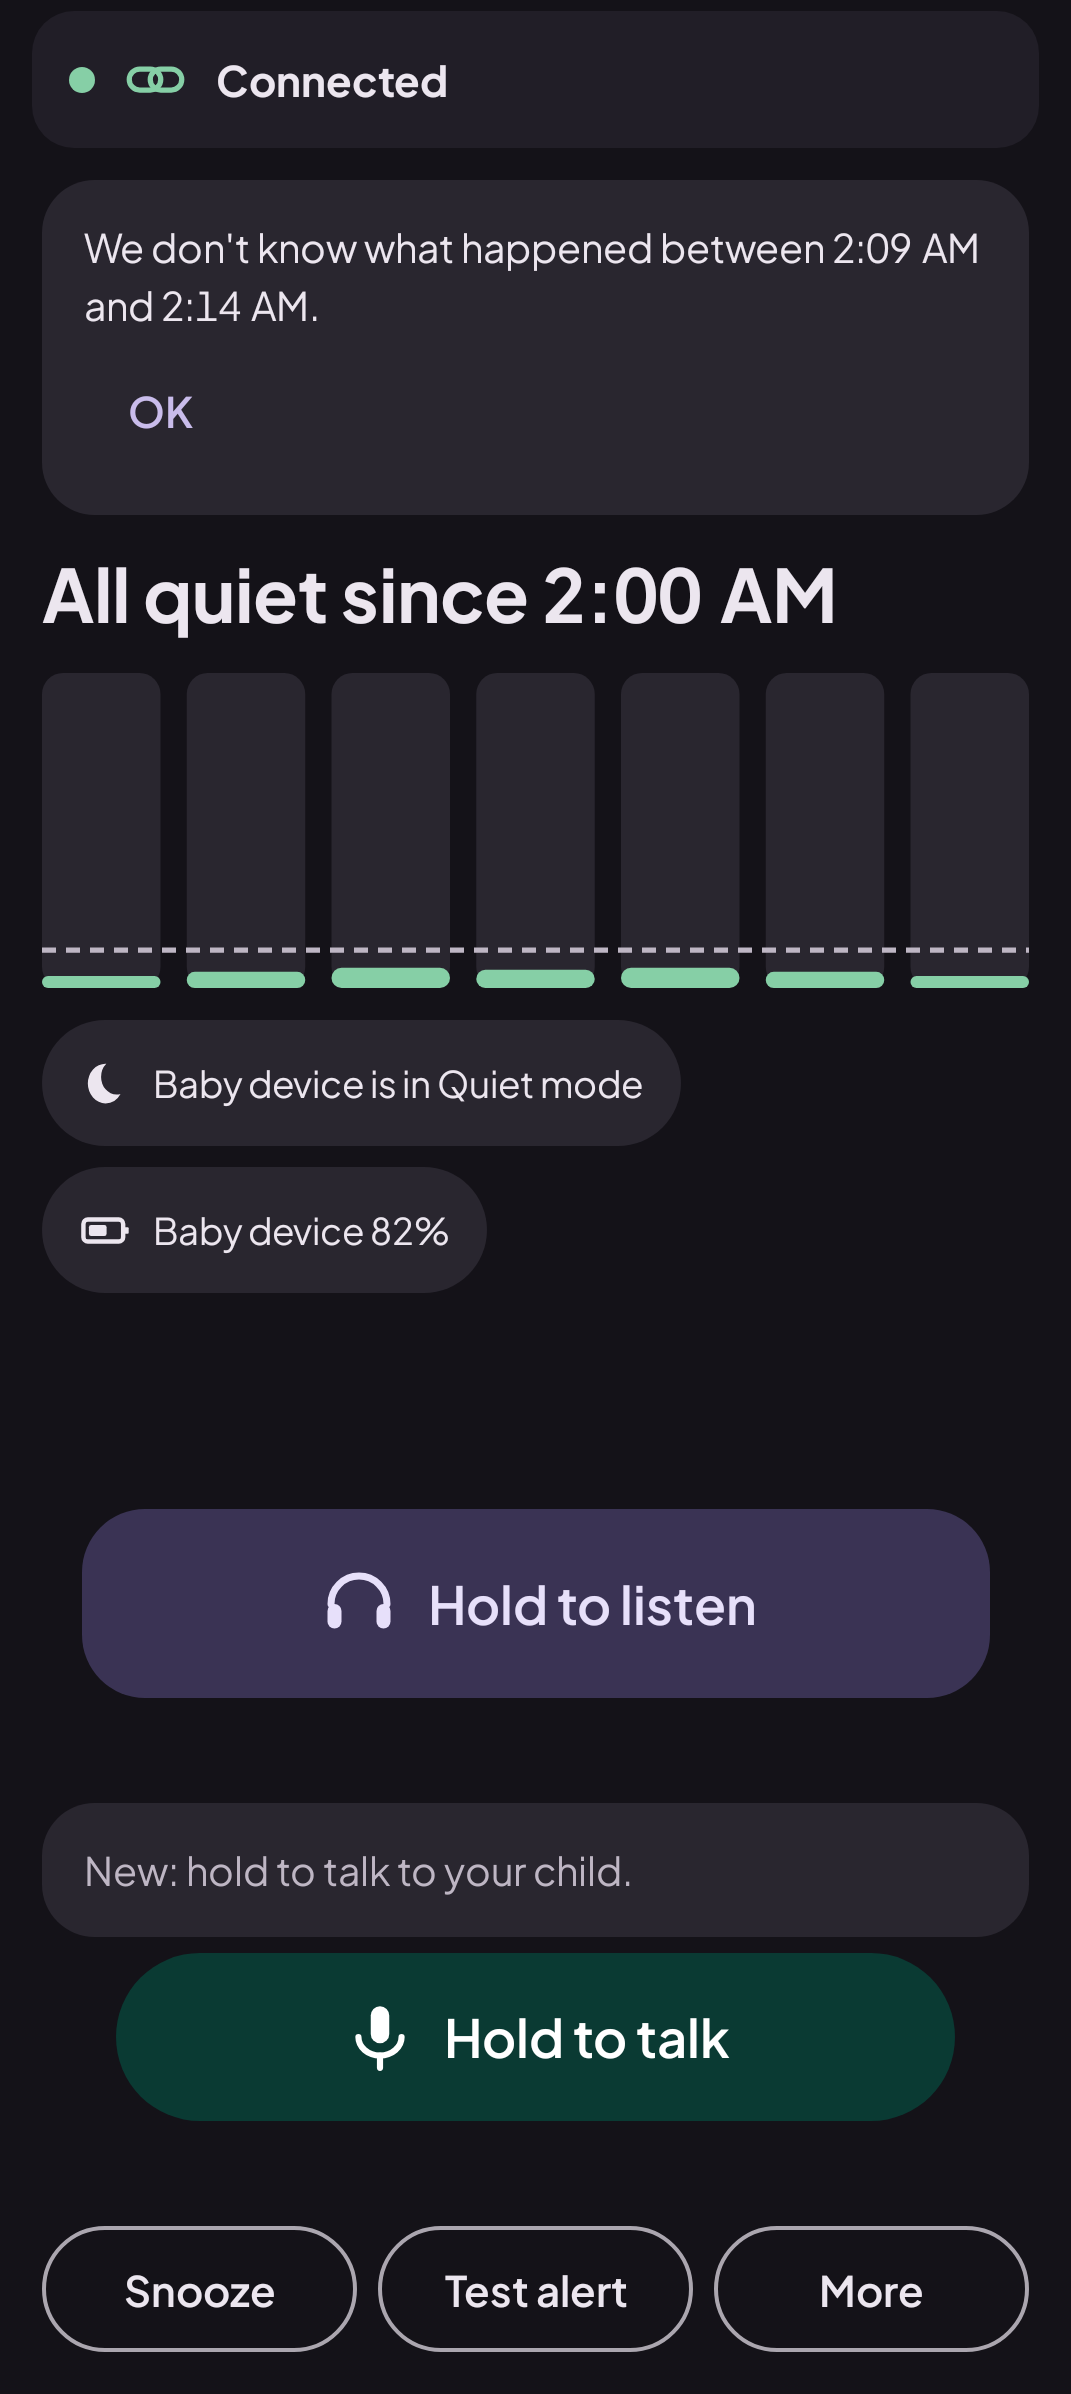 Connected
We don't know what happened between 2:09 AM
and 2:14 AM.
OK
All quiet since 2:00 AM
Baby device is in Quiet mode
Baby device 82%
Hold to listen
New: hold to talk to your child.
Hold to talk
Snooze
Test alert
More